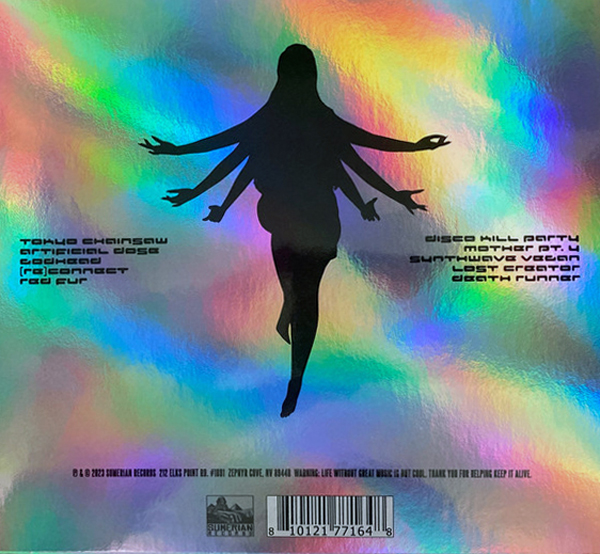 TOKYO CHAINSAW
ARTIFICIAL DOSE
GODHEAD
(RE)CONNECT
RED FUR
DISCO KILL PARTY
MOTHER PT. 4
SYNTHWAVE VEGAN
LOST CREATOR
DEATH RUNNER
℗ & © 2023 SUMERIAN RECORDS 212 ELKS POINT RD. #1001 ZEPHYR COVE, NV 89448 WARNING: LIFE WITHOUT GREAT MUSIC IS NOT COOL. THANK YOU FOR HELPING KEEP IT ALIVE.
SUMERIAN
RECORDS
8 10121 77164 8